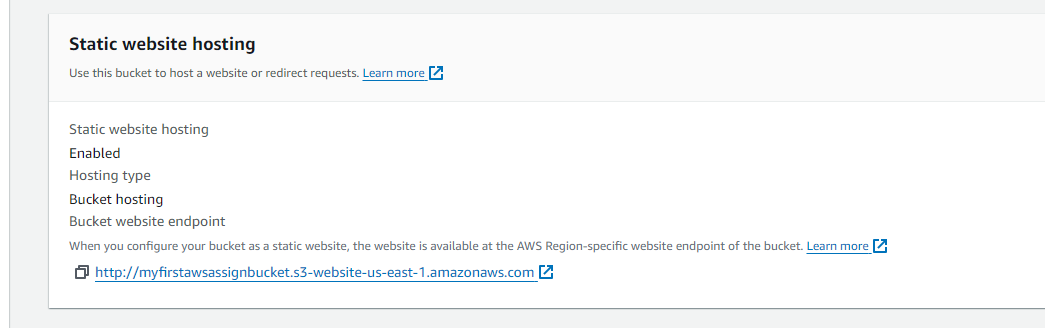 Static website hosting
Use this bucket to host a website or redirect requests. Learn more
Static website hosting
Enabled
Hosting type
Bucket hosting
Bucket website endpoint
When you configure your bucket as a static website, the website is available at the AWS Region-specific website endpoint of the bucket. Learn more
http://myfirstawsassignbucket.s3-website-us-east-1.amazonaws.com